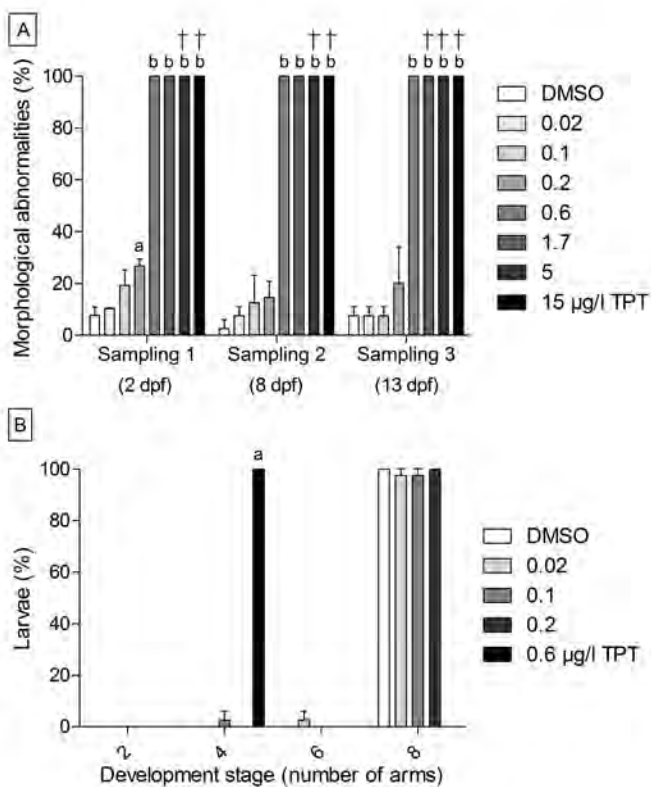 A
† † † † † † †
b b b b b b b b b b b b
a
Morphological abnormalities (%)
100
80
60
40
20
0
Sampling 1 Sampling 2 Sampling 3
(2 dpf) (8 dpf) (13 dpf)
DMSO
0.02
0.1
0.2
0.6
1.7
5
15 µg/l TPT
B
a
Larvae (%)
100
80
60
40
20
0
2 4 6 8
Development stage (number of arms)
DMSO
0.02
0.1
0.2
0.6 µg/l TPT